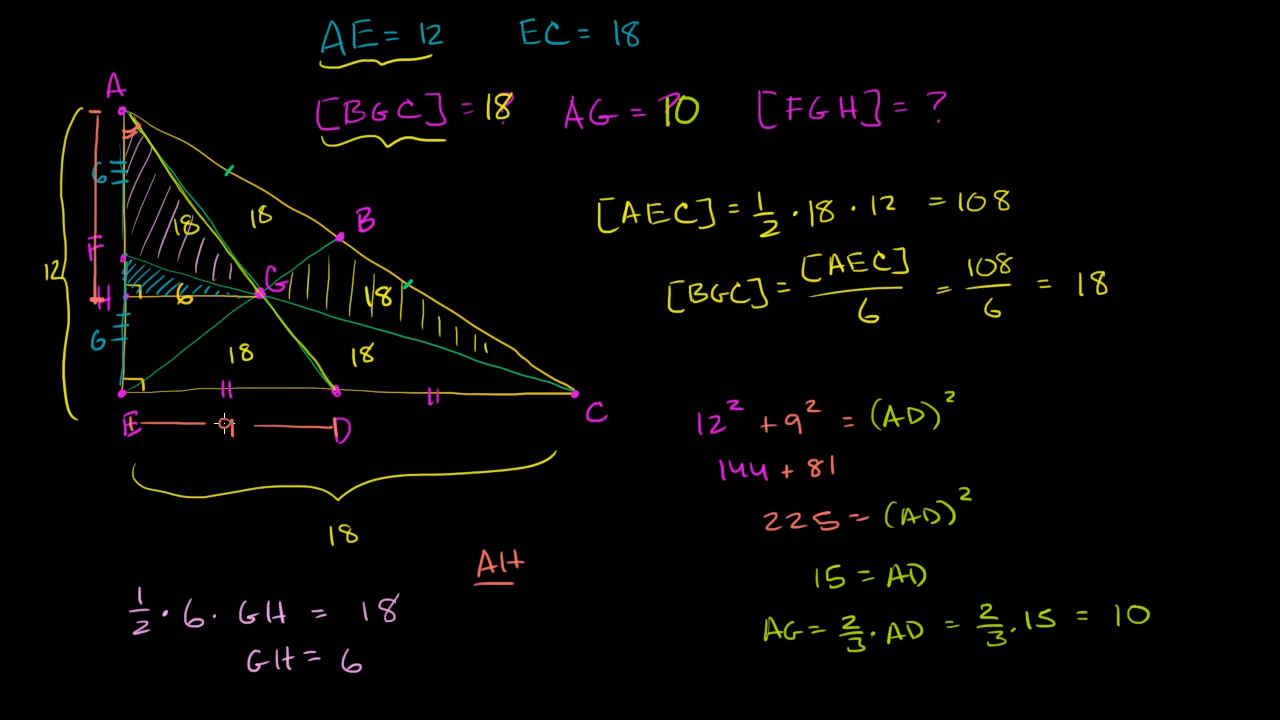 AE = 12 EC = 18
[BGC] = 18? AG = 10 [FGH] = ?
A
6
18
18
B
[AEC] = 1/2 · 18 · 12 = 108
F
12
G
H
6
18
[BGC] = [AEC]/6 = 108/6 = 18
6
18
18
E
9
D
C
12² + 9² = (AD)²
144 + 81
225 = (AD)²
18
AH
15 = AD
1/2 · 6 · GH = 18
AG = 2/3 · AD = 2/3 · 15 = 10
GH = 6